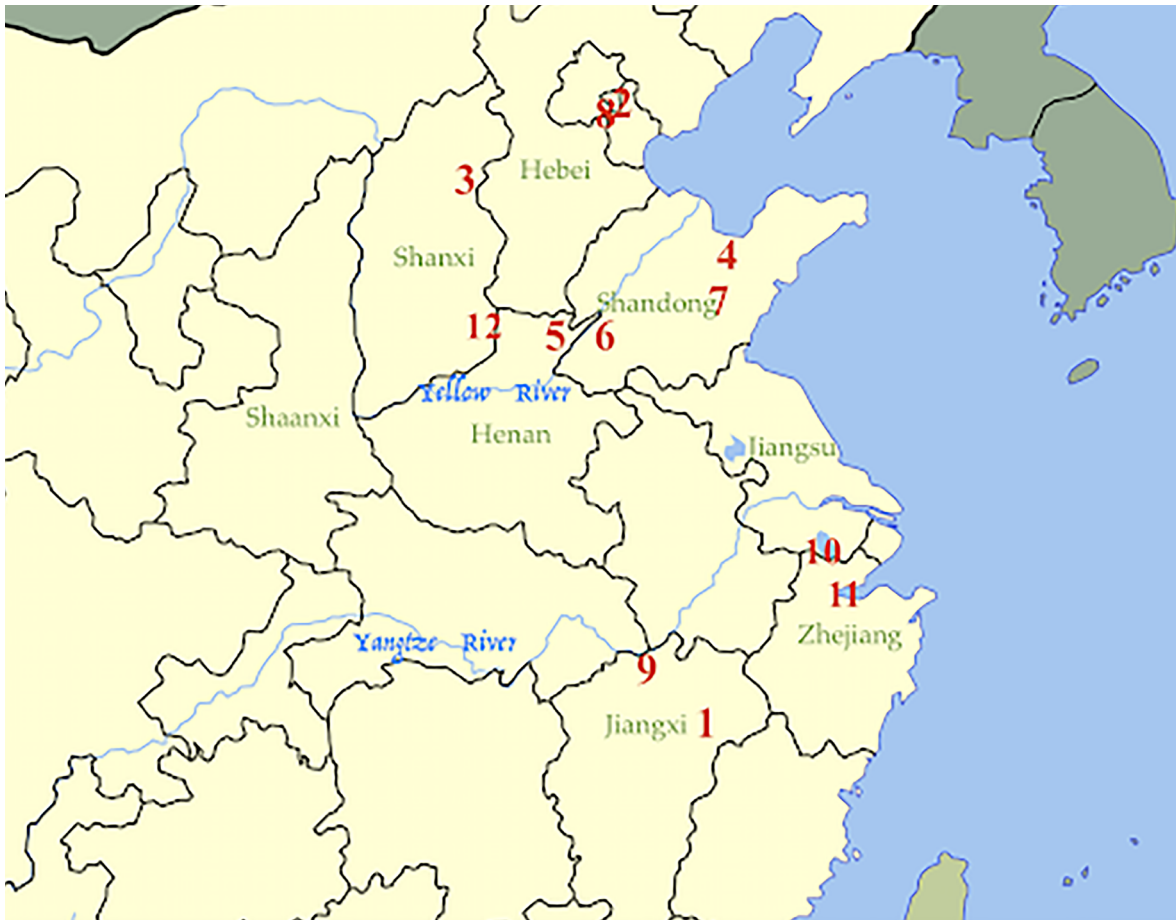 2
8
Hebei
3
Shanxi
4
7
Shandong
12
5
6
Yellow River
Shaanxi
Henan
Jiangsu
10
11
Zhejiang
Yangtze River
9
Jiangxi
1